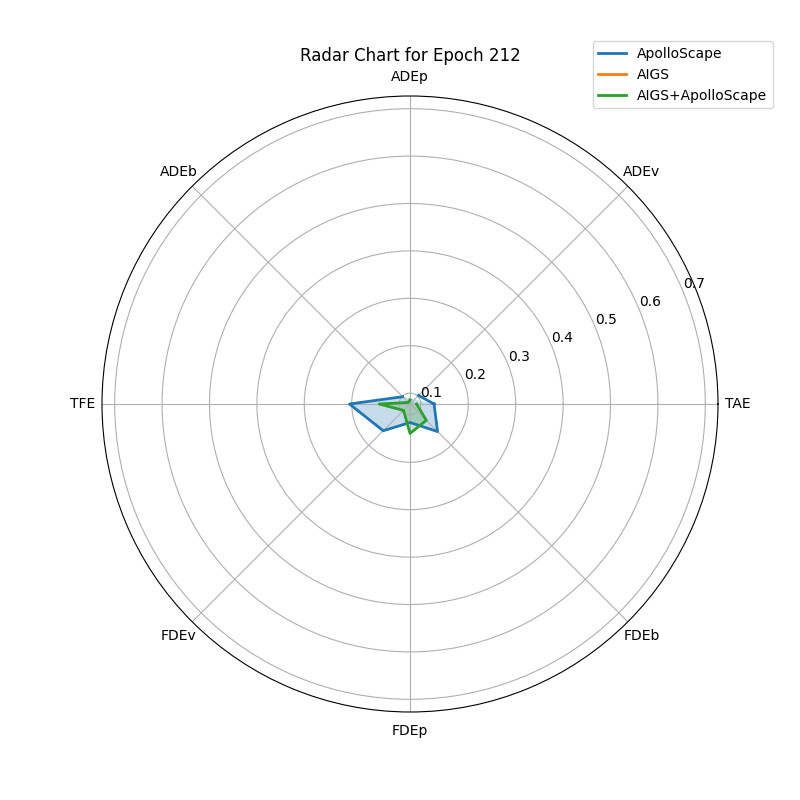 Radar Chart for Epoch 212
ApolloScape
AIGS
AIGS+ApolloScape
ADEp
ADEb
ADEv
0.7
0.6
0.5
0.4
0.3
0.2
0.1
TFE
TAE
FDEv
FDEb
FDEp